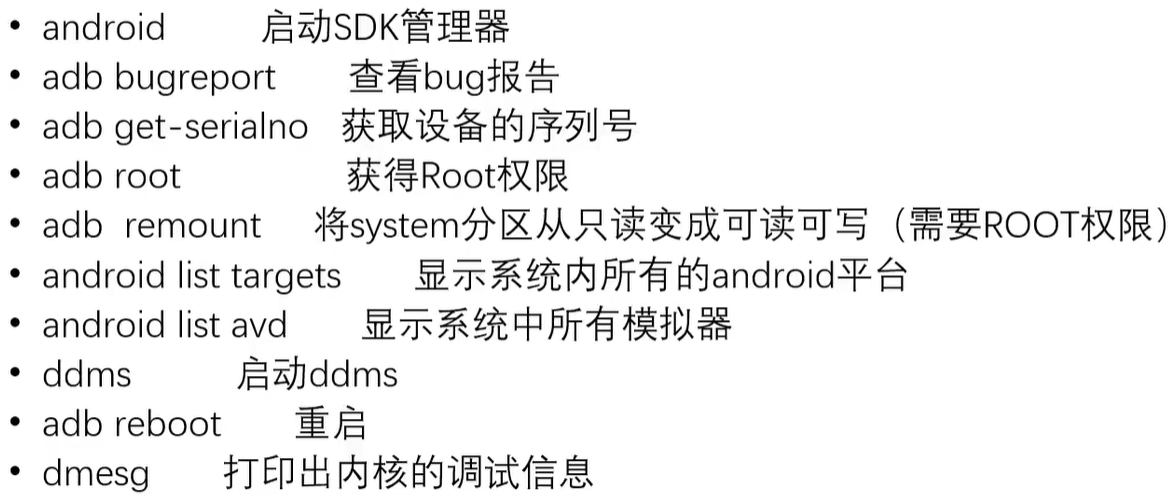 • android 启动SDK管理器
• adb bugreport 查看bug报告
• adb get-serialno 获取设备的序列号
• adb root 获得Root权限
• adb remount 将system分区从只读变成可读可写（需要ROOT权限）
• android list targets 显示系统内所有的android平台
• android list avd 显示系统中所有模拟器
• ddms 启动ddms
• adb reboot 重启
• dmesg 打印出内核的调试信息